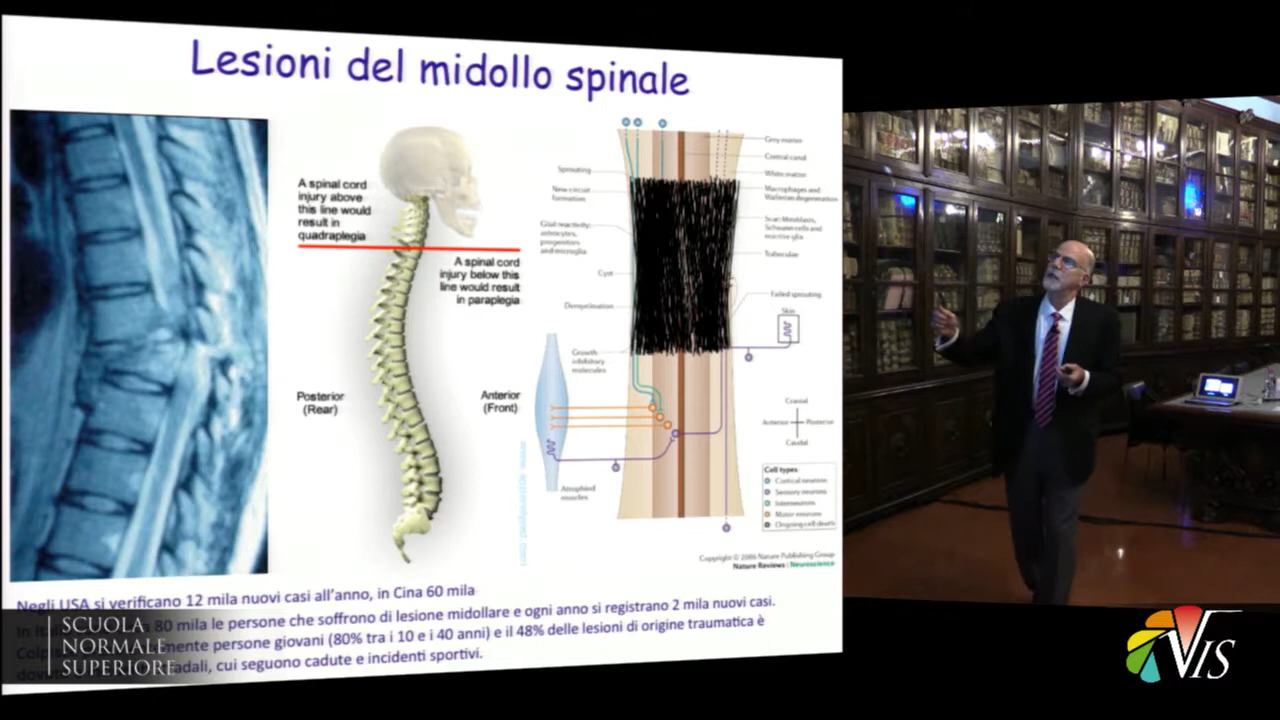 Lesioni del midollo spinale
A spinal cord
injury above
this line would
result in
quadraplegia
A spinal cord
injury below this
line would result
in paraplegia
Posterior
(Rear)
Anterior
(Front)
Sprouting
New circuit
formation
Glial reactivity:
astrocytes,
progenitors
and microglia
Cyst
Demyelination
Growth
inhibitory
molecules
Atrophied
muscles
Grey matter
Central canal
White matter
Macrophages and
Wallerian degeneration
Scar: fibroblasts,
Schwann cells and
reactive glia
Trabeculae
Failed sprouting
Skin
Cranial
Anterior
Posterior
Caudal
Cell types
Cortical neurons
Sensory neurons
Interneurons
Motor neurons
Ongoing cell death
Copyright © 2006 Nature Publishing Group
Nature Reviews | Neuroscience
Negli USA si verificano 12 mila nuovi casi all'anno, in Cina 60 mila
80 mila le persone che soffrono di lesione midollare e ogni anno si registrano 2 mila nuovi casi.
mente persone giovani (80% tra i 10 e i 40 anni) e il 48% delle lesioni di origine traumatica è
adali, cui seguono cadute e incidenti sportivi.
SCUOLA
NORMALE
SUPERIORE
VIS